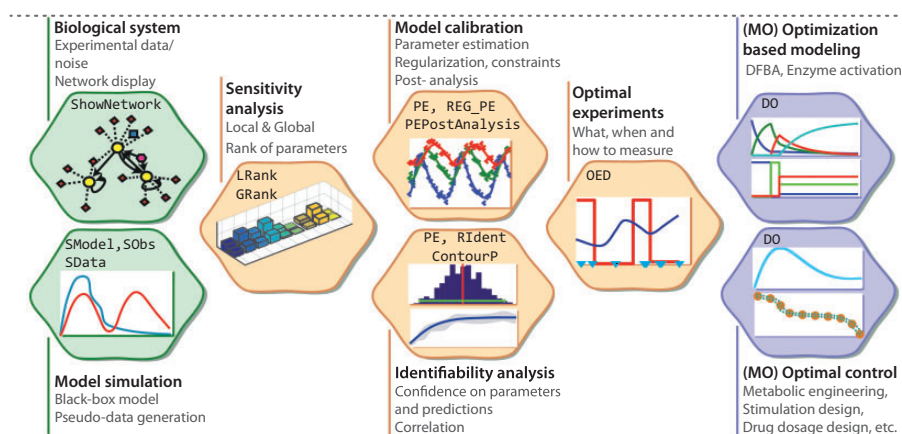 Biological system
Experimental data/
noise
Network display
ShowNetwork
SModel,SObs
SData
Model simulation
Black-box model
Pseudo-data generation
Sensitivity
analysis
Local & Global
Rank of parameters
LRank
GRank
Model calibration
Parameter estimation
Regularization, constraints
Post- analysis
PE, REG_PE
PEPostAnalysis
PE, RIdent
ContourP
Identifiability analysis
Confidence on parameters
and predictions
Correlation
Optimal
experiments
What, when and
how to measure
OED
(MO) Optimization
based modeling
DFBA, Enzyme activation
DO
DO
(MO) Optimal control
Metabolic engineering,
Stimulation design,
Drug dosage design, etc.